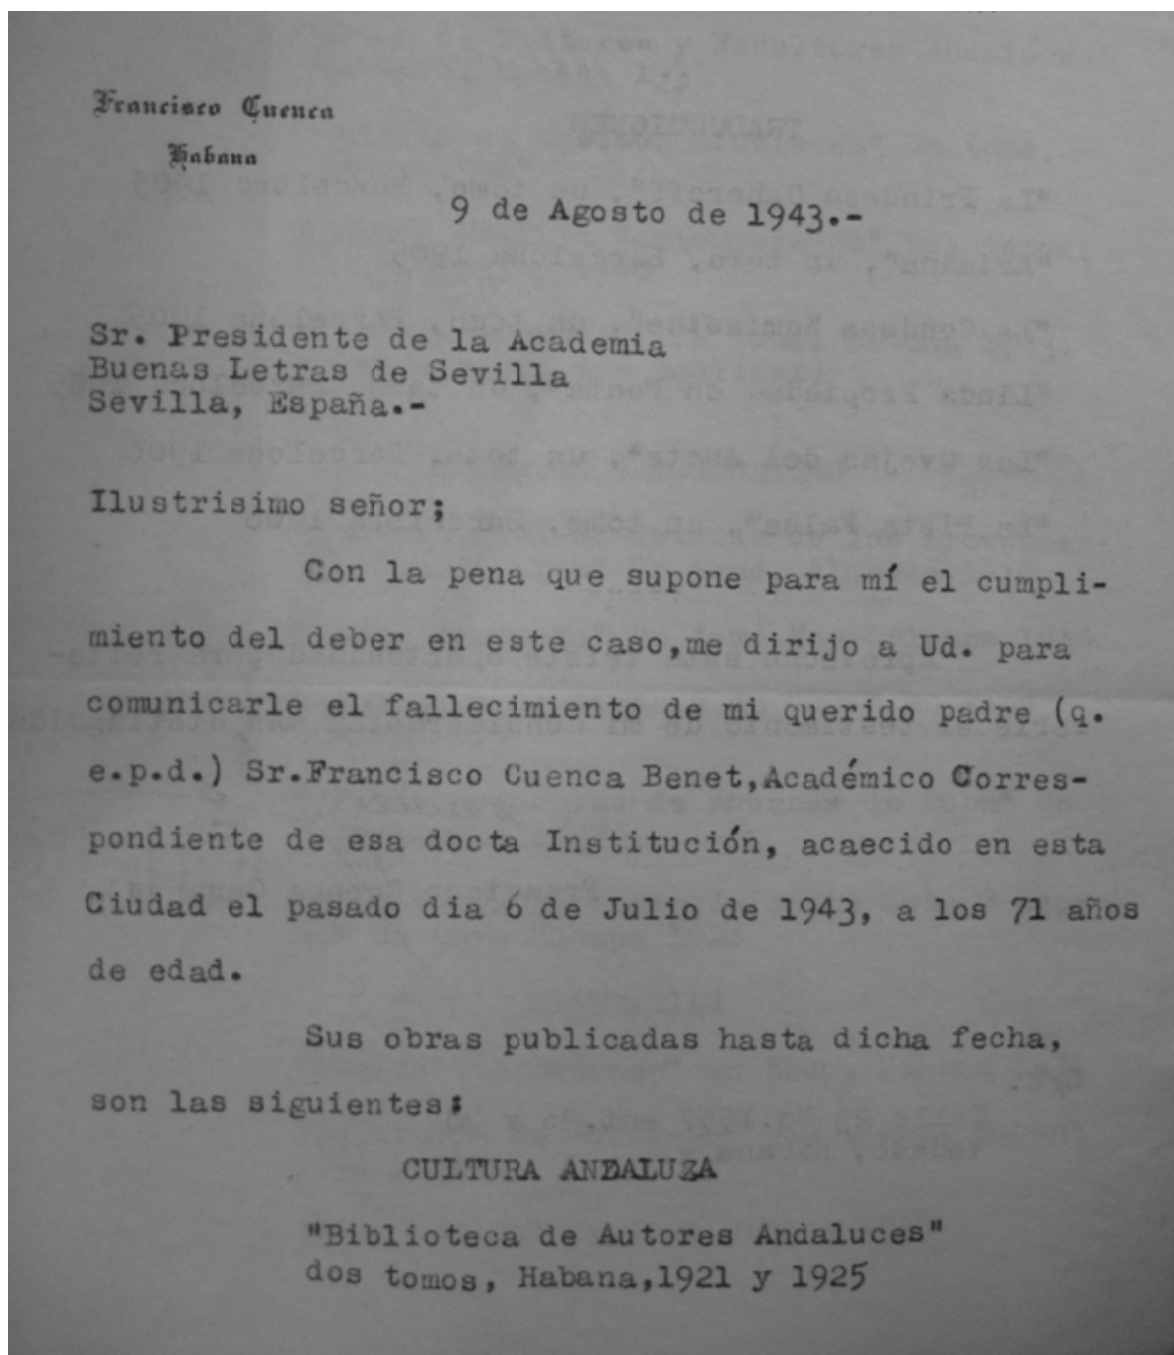 Francisco Cuenca
Habana
9 de Agosto de 1943.-
Sr. Presidente de la Academia
Buenas Letras de Sevilla
Sevilla, España.-
Ilustrisimo señor;
Con la pena que supone para mí el cumpli-
miento del deber en este caso,me dirijo a Ud. para
comunicarle el fallecimiento de mi querido padre (q.
e.p.d.) Sr.Francisco Cuenca Benet,Académico Corres-
pondiente de esa docta Institución, acaecido en esta
Ciudad el pasado dia 6 de Julio de 1943, a los 71 años
de edad.
Sus obras publicadas hasta dicha fecha,
son las siguientes:
CULTURA ANDALUZA
"Biblioteca de Autores Andaluces"
dos tomos, Habana,1921 y 1925